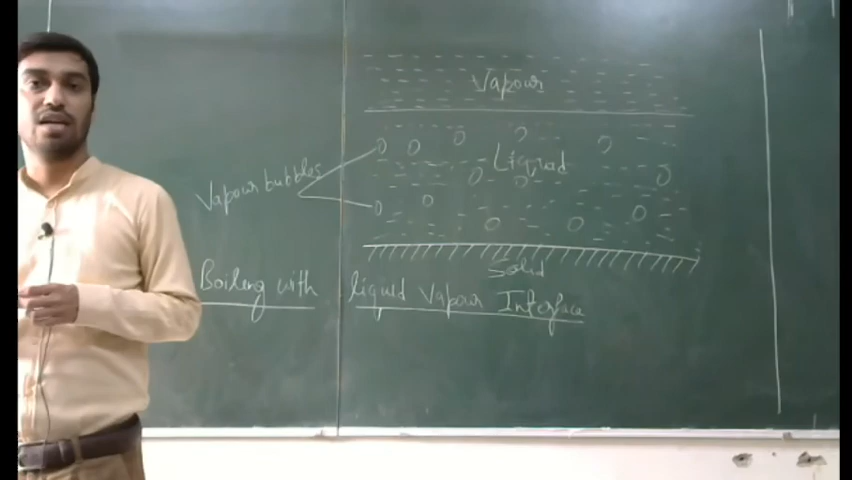 Vapour
Liquid
Vapour bubbles
Solid
Boiling with liquid Vapour Interface